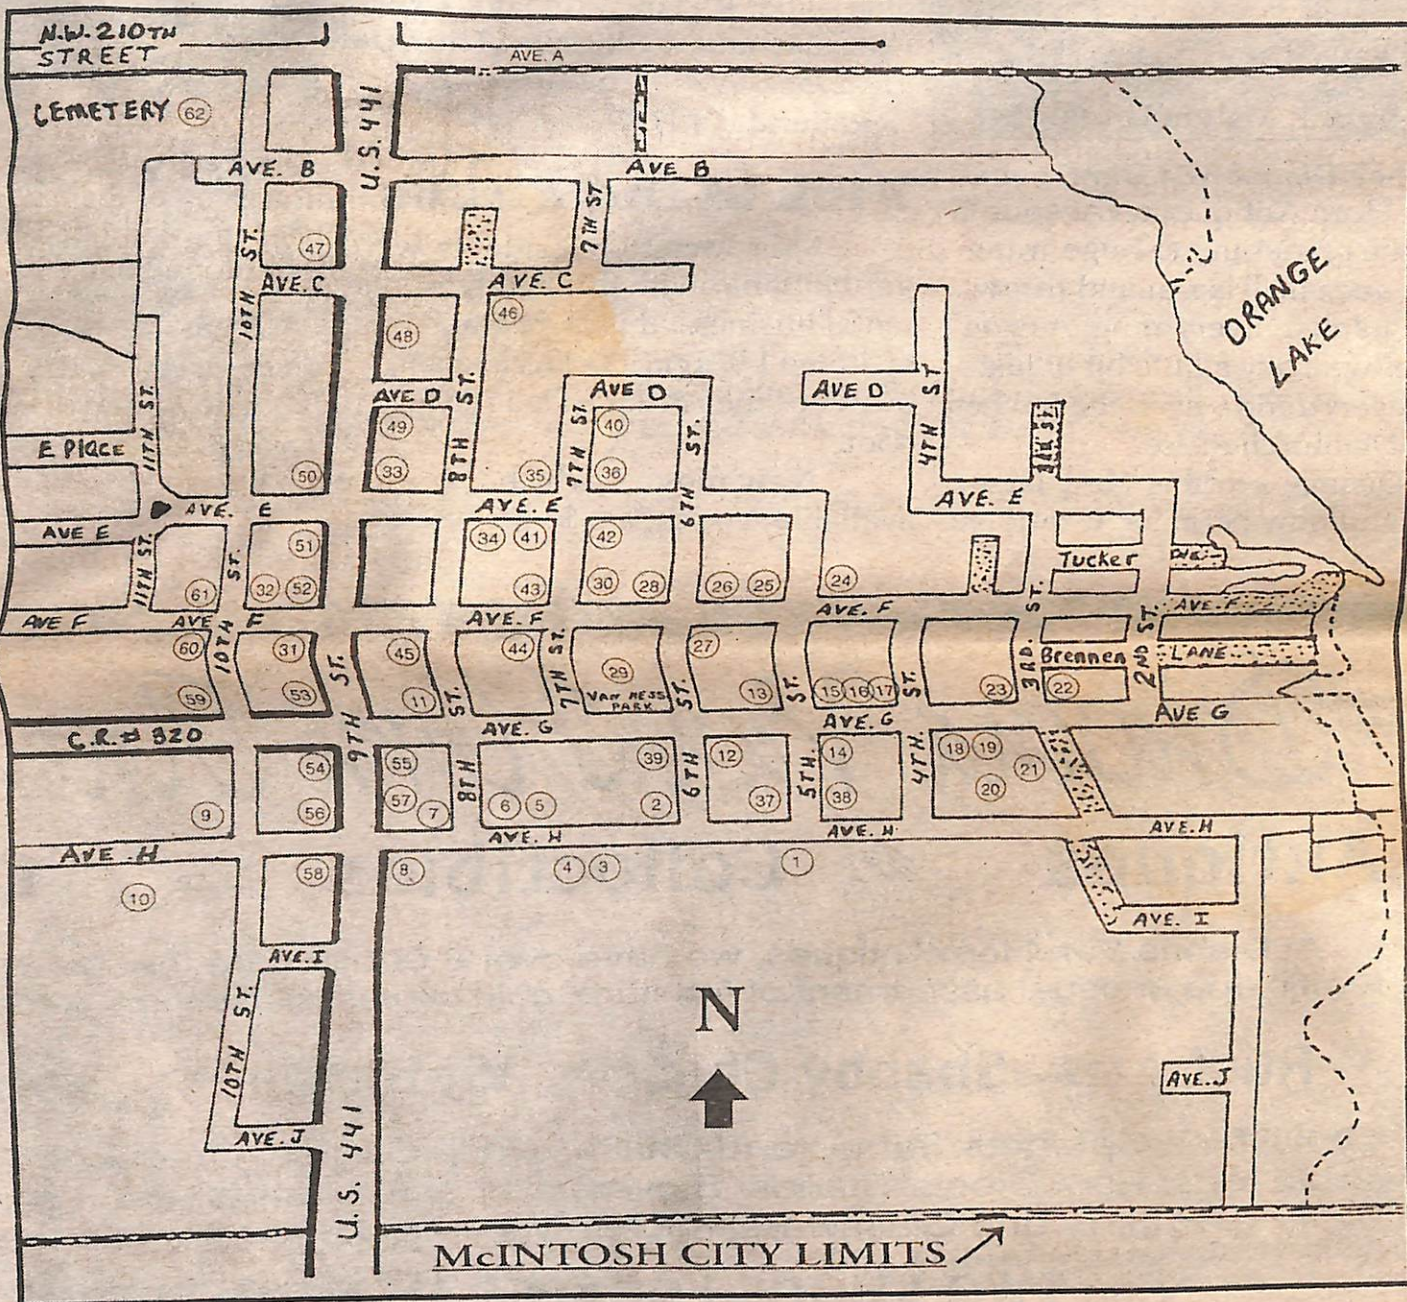 N.W. 210TH
STREET
AVE. A
CEMETERY 62
U.S. 441
AVE. B
AVE B
7TH ST
10TH ST.
47
AVE. C
AVE. C
46
48
ORANGE
LAKE
11TH ST.
AVE D
8TH ST.
AVE D
AVE D
4TH ST
49
40
7TH ST.
6TH ST.
E PLACE
33
35
36
50
AVE. E
AVE. E
AVE. E
AVE E
11TH ST.
10TH ST.
51
34 41
42
Tucker
61
32 52
43
30 28
26 25
24
AVE F
AVE F
AVE. F
AVE. F
AVE. F
9TH ST.
7TH ST.
3RD. ST.
2ND ST.
60
31
45
44
29
VAN NESS
PARK
27
Brennen LANE
59
53
11
ST.
ST.
13
ST.
15 16 17
ST.
23
22
C.R.# 320
AVE. G
AVE. G
AVE G
54
55
8TH
39
6TH
12
5TH.
14
4TH.
18 19
21
20
9
56
57 7
6 5
2
37
38
AVE. H
AVE. H
AVE. H
AVE. H
10
58
8
4 3
1
AVE. I
AVE. I
10TH ST.
N
AVE. J
AVE. J
U.S. 441
McINTOSH CITY LIMITS